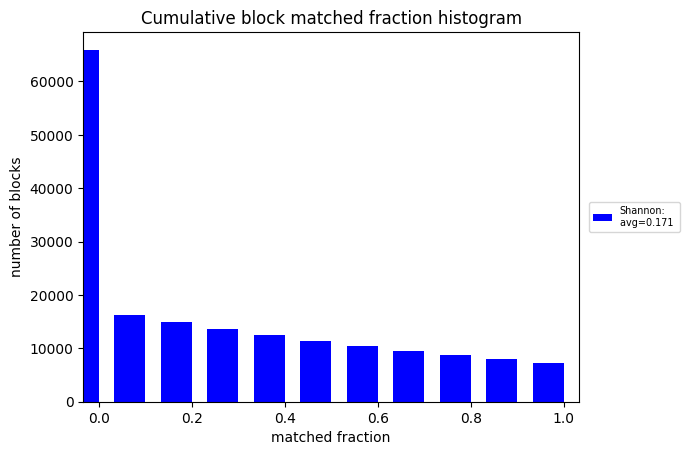 Cumulative block matched fraction histogram
number of blocks
60000
50000
40000
30000
20000
10000
0
0.0 0.2 0.4 0.6 0.8 1.0
matched fraction
Shannon:
avg=0.171